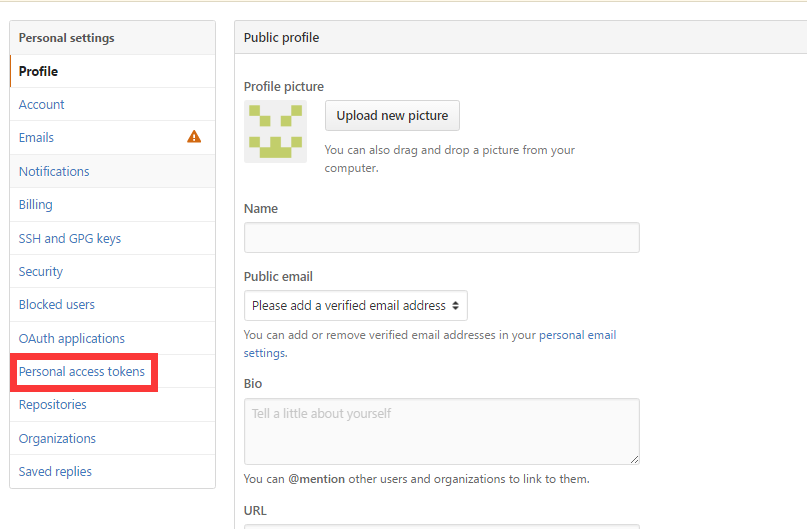 Personal settings
Profile
Account
Emails
Notifications
Billing
SSH and GPG keys
Security
Blocked users
OAuth applications
Personal access tokens
Repositories
Organizations
Saved replies
Public profile
Profile picture
Upload new picture
You can also drag and drop a picture from your
computer.
Name
Public email
Please add a verified email address
You can add or remove verified email addresses in your personal email
settings.
Bio
Tell a little about yourself
You can @mention other users and organizations to link to them.
URL